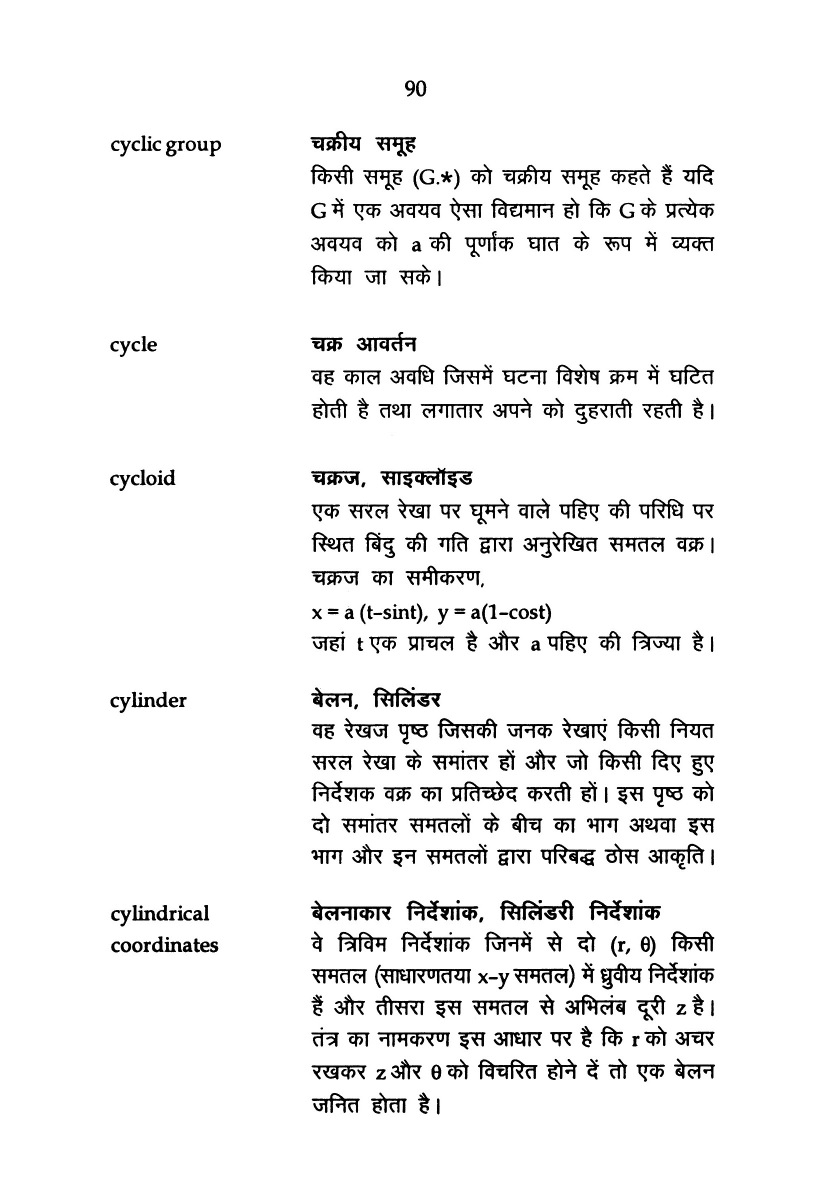 90
cyclic group चक्रीय समूह
किसी समूह (G.*) को चक्रीय समूह कहते हैं यदि
G में एक अवयव ऐसा विद्यमान हो कि G के प्रत्येक
अवयव को a की पूर्णांक घात के रूप में व्यक्त
किया जा सके।
cycle चक्र आवर्तन
वह काल अवधि जिसमें घटना विशेष क्रम में घटित
होती है तथा लगातार अपने को दुहराती रहती है।
cycloid चक्रज, साइक्लॉइड
एक सरल रेखा पर घूमने वाले पहिए की परिधि पर
स्थित बिंदु की गति द्वारा अनुरेखित समतल वक्र।
चक्रज का समीकरण,
x = a (t–sint), y = a(1–cost)
जहां t एक प्राचल है और a पहिए की त्रिज्या है।
cylinder बेलन, सिलिंडर
वह रेखज पृष्ठ जिसकी जनक रेखाएं किसी नियत
सरल रेखा के समांतर हों और जो किसी दिए हुए
निर्देशक वक्र का प्रतिच्छेद करती हों। इस पृष्ठ को
दो समांतर समतलों के बीच का भाग अथवा इस
भाग और इन समतलों द्वारा परिबद्ध ठोस आकृति।
cylindrical बेलनाकार निर्देशांक, सिलिंडरी निर्देशांक
coordinates वे त्रिविम निर्देशांक जिनमें से दो (r, θ) किसी
समतल (साधारणतया x–y समतल) में ध्रुवीय निर्देशांक
हैं और तीसरा इस समतल से अभिलंब दूरी z है।
तंत्र का नामकरण इस आधार पर है कि r को अचर
रखकर z और θ को विचरित होने दें तो एक बेलन
जनित होता है।